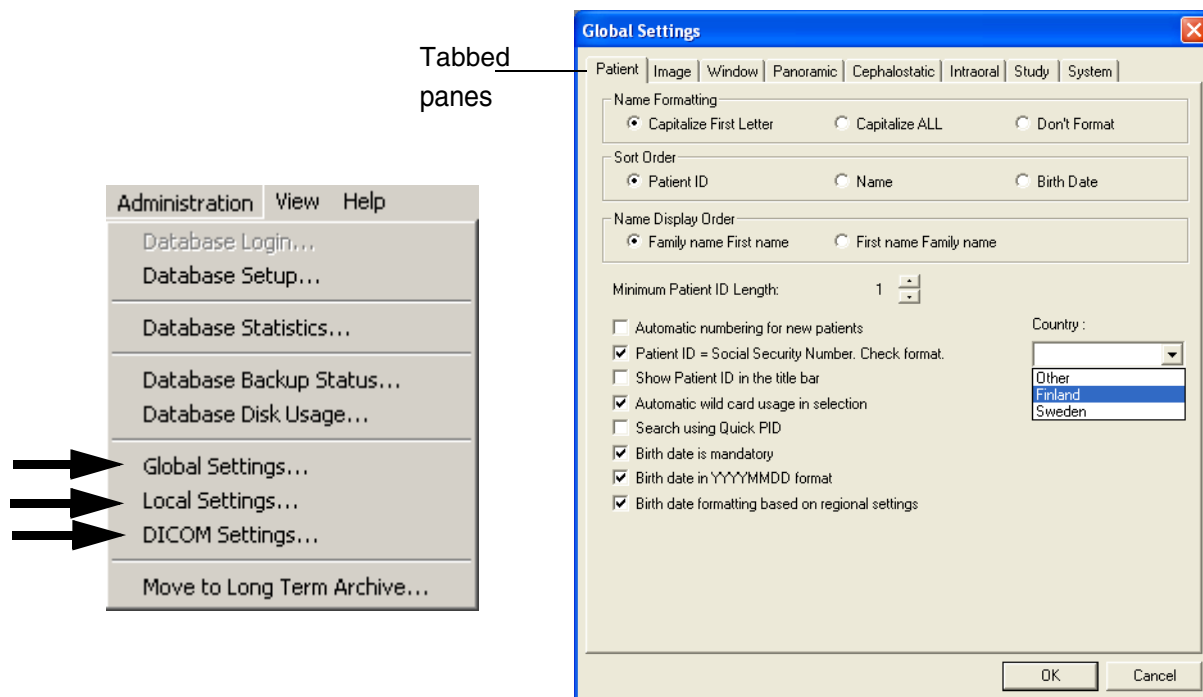 Tabbed
panes
Administration View Help
Database Login...
Database Setup...
Database Statistics...
Database Backup Status...
Database Disk Usage...
Global Settings...
Local Settings...
DICOM Settings...
Move to Long Term Archive...
Global Settings
Patient Image Window Panoramic Cephalostatic Intraoral Study System
Name Formatting
Capitalize First Letter Capitalize ALL Don't Format
Sort Order
Patient ID Name Birth Date
Name Display Order
Family name First name First name Family name
Minimum Patient ID Length: 1
Automatic numbering for new patients
Patient ID = Social Security Number. Check format.
Show Patient ID in the title bar
Automatic wild card usage in selection
Search using Quick PID
Birth date is mandatory
Birth date in YYYYMMDD format
Birth date formatting based on regional settings
Country :
Other
Finland
Sweden
OK Cancel